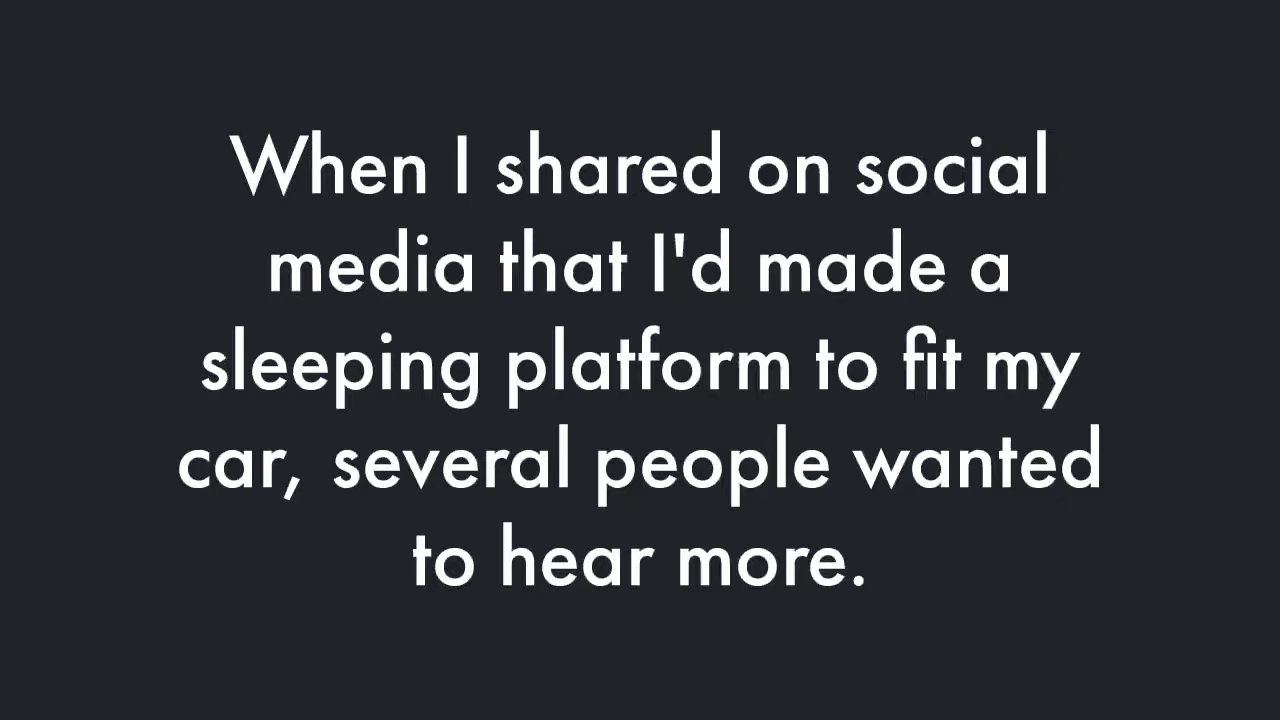 When I shared on social
media that I'd made a
sleeping platform to fit my
car, several people wanted
to hear more.